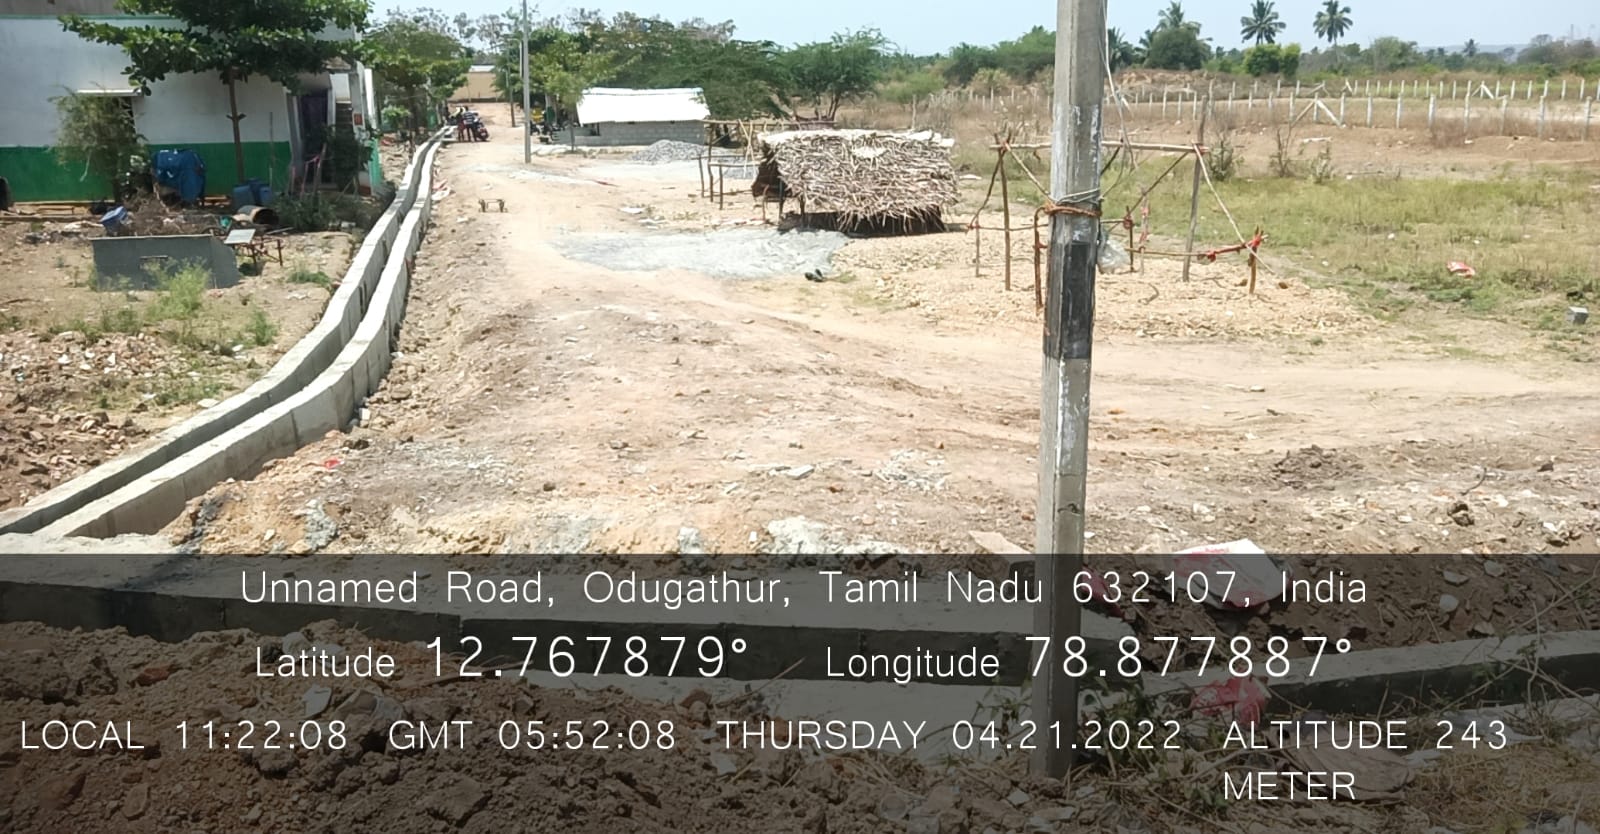 Unnamed Road, Odugathur, Tamil Nadu 632107, India
Latitude 12.767879° Longitude 78.877887°
LOCAL 11:22:08 GMT 05:52:08 THURSDAY 04.21.2022 ALTITUDE 243
METER